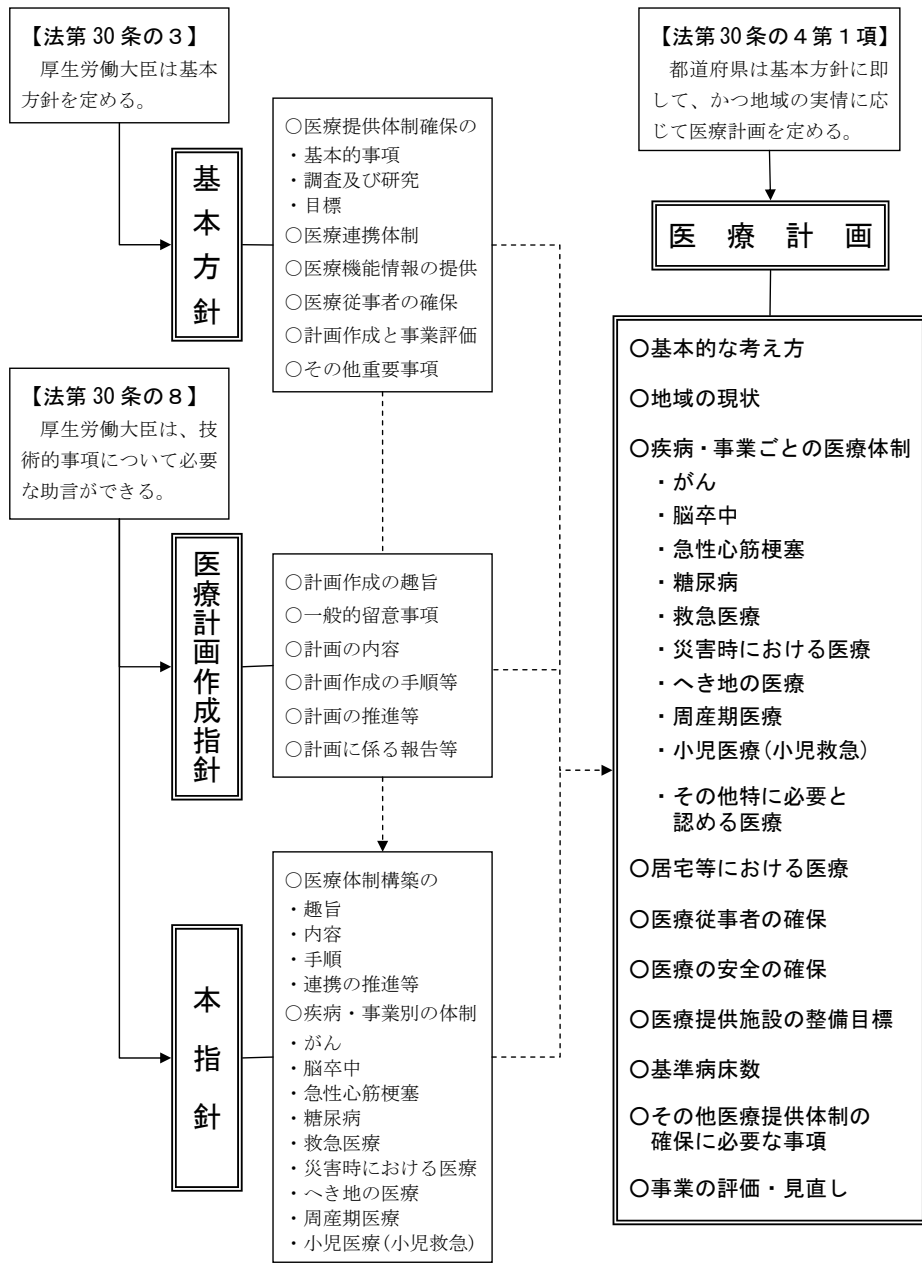 【法第30条の3】
厚生労働大臣は基本
方針を定める。
基本方針
○医療提供体制確保の
・基本的事項
・調査及び研究
・目標
○医療連携体制
○医療機能情報の提供
○医療従事者の確保
○計画作成と事業評価
○その他重要事項
【法第30条の8】
厚生労働大臣は、技
術的事項について必要
な助言ができる。
医療計画作成指針
○計画作成の趣旨
○一般的留意事項
○計画の内容
○計画作成の手順等
○計画の推進等
○計画に係る報告等
本指針
○医療体制構築の
・趣旨
・内容
・手順
・連携の推進等
○疾病・事業別の体制
・がん
・脳卒中
・急性心筋梗塞
・糖尿病
・救急医療
・災害時における医療
・へき地の医療
・周産期医療
・小児医療(小児救急)
【法第30条の4第1項】
都道府県は基本方針に即
して、かつ地域の実情に応
じて医療計画を定める。
医療計画
○基本的な考え方
○地域の現状
○疾病・事業ごとの医療体制
・がん
・脳卒中
・急性心筋梗塞
・糖尿病
・救急医療
・災害時における医療
・へき地の医療
・周産期医療
・小児医療(小児救急)
・その他特に必要と
認める医療
○居宅等における医療
○医療従事者の確保
○医療の安全の確保
○医療提供施設の整備目標
○基準病床数
○その他医療提供体制の
確保に必要な事項
○事業の評価・見直し